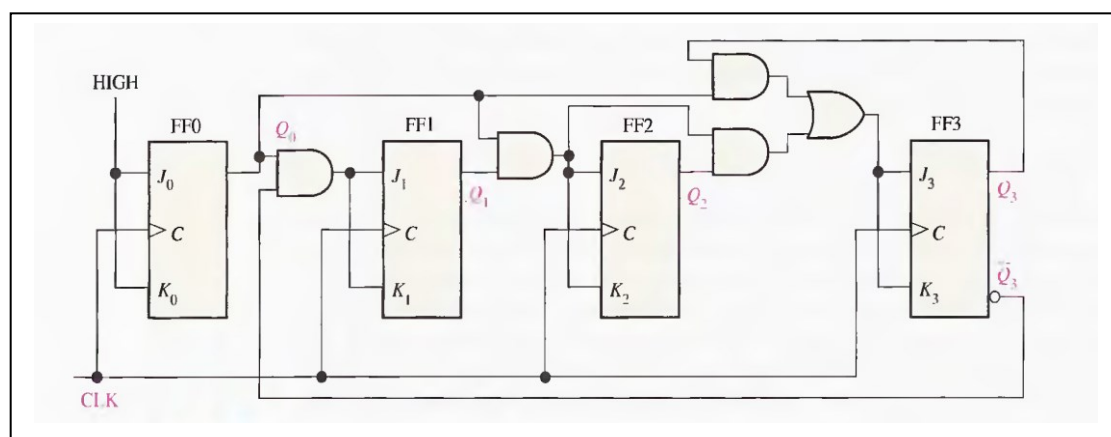 HIGH
FF0 FF1 FF2 FF3
Q₀
J₀ J₁ J₂ J₃
Q₁ Q₂ Q₃
C C C C
K₀ K₁ K₂ K₃
Q̅₃
CLK